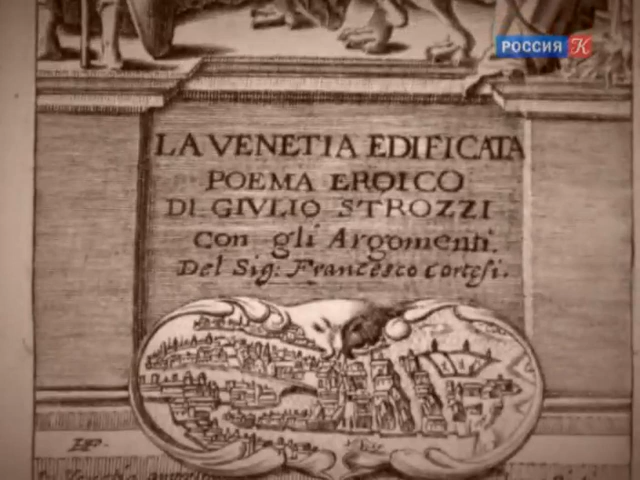 РОССИЯ К
LA VENETIA EDIFICATA
POEMA EROICO
DI GIVLIO STROZZI
Con gli Argomenti.
Del Sig: Francesco Cortesi.